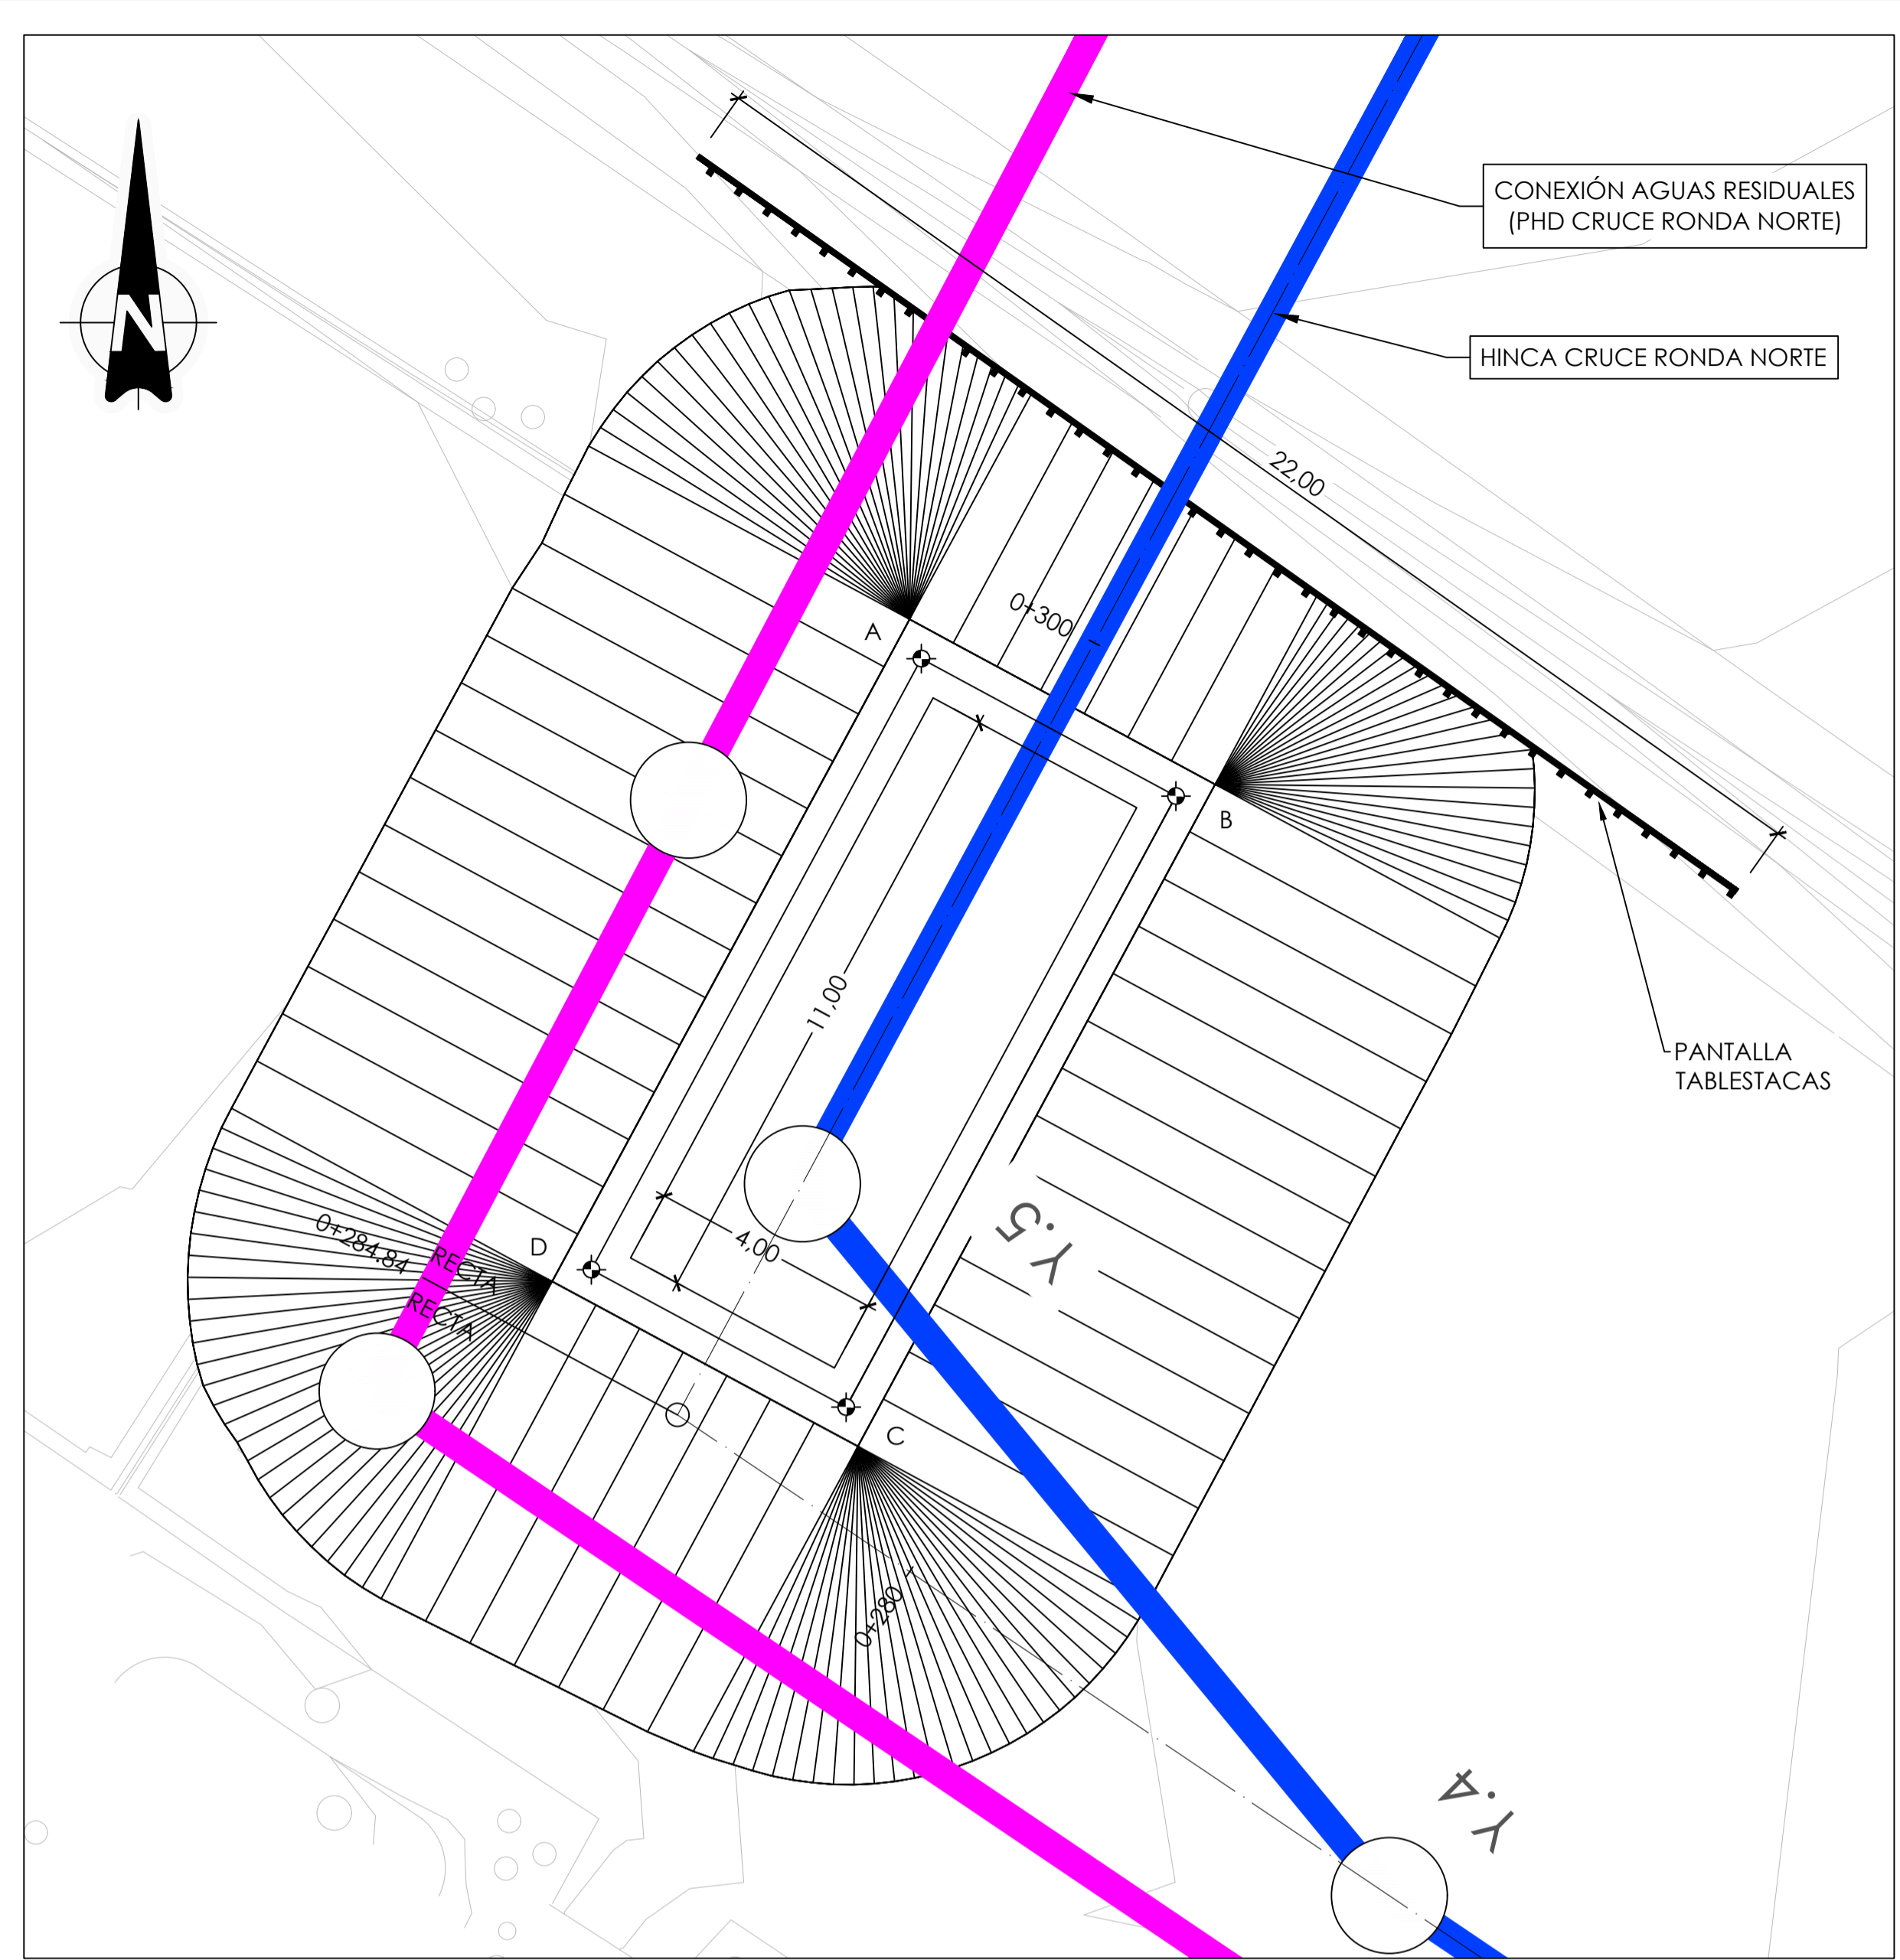 N
CONEXIÓN AGUAS RESIDUALES
(PHD CRUCE RONDA NORTE)
HINCA CRUCE RONDA NORTE
22,00
0+300
A
B
11,00
PANTALLA
TABLESTACAS
Y.5
4,00
D
0+284.84
RECTA
RECTA
C
0+280
Y.4